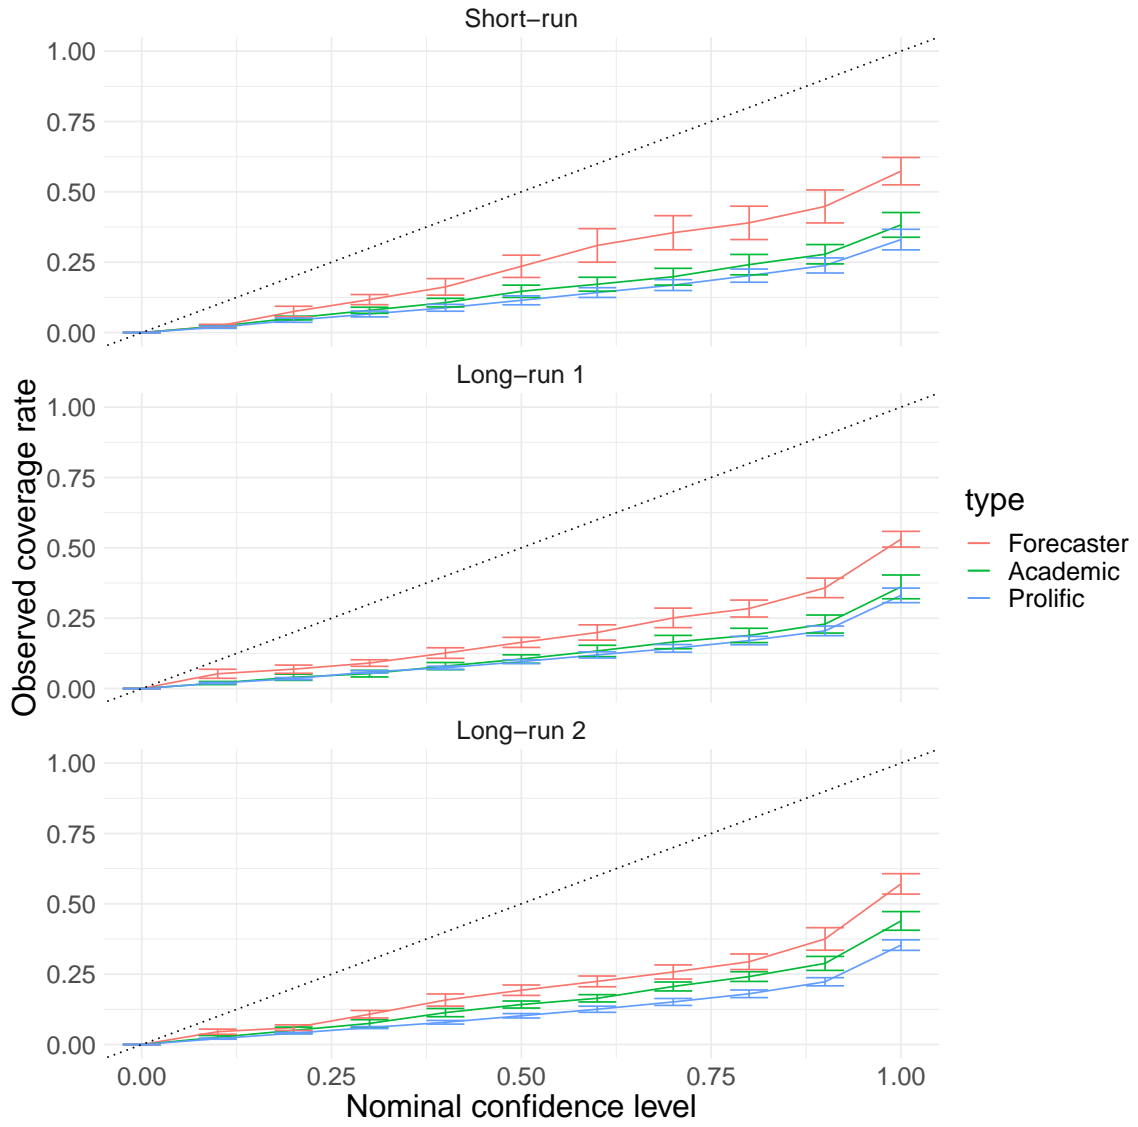 Short−run
1.00
0.75
0.50
0.25
0.00
Long−run 1
1.00
0.75
0.50
0.25
0.00
Long−run 2
1.00
0.75
0.50
0.25
0.00
0.00 0.25 0.50 0.75 1.00
Nominal confidence level
Observed coverage rate
type
Forecaster
Academic
Prolific